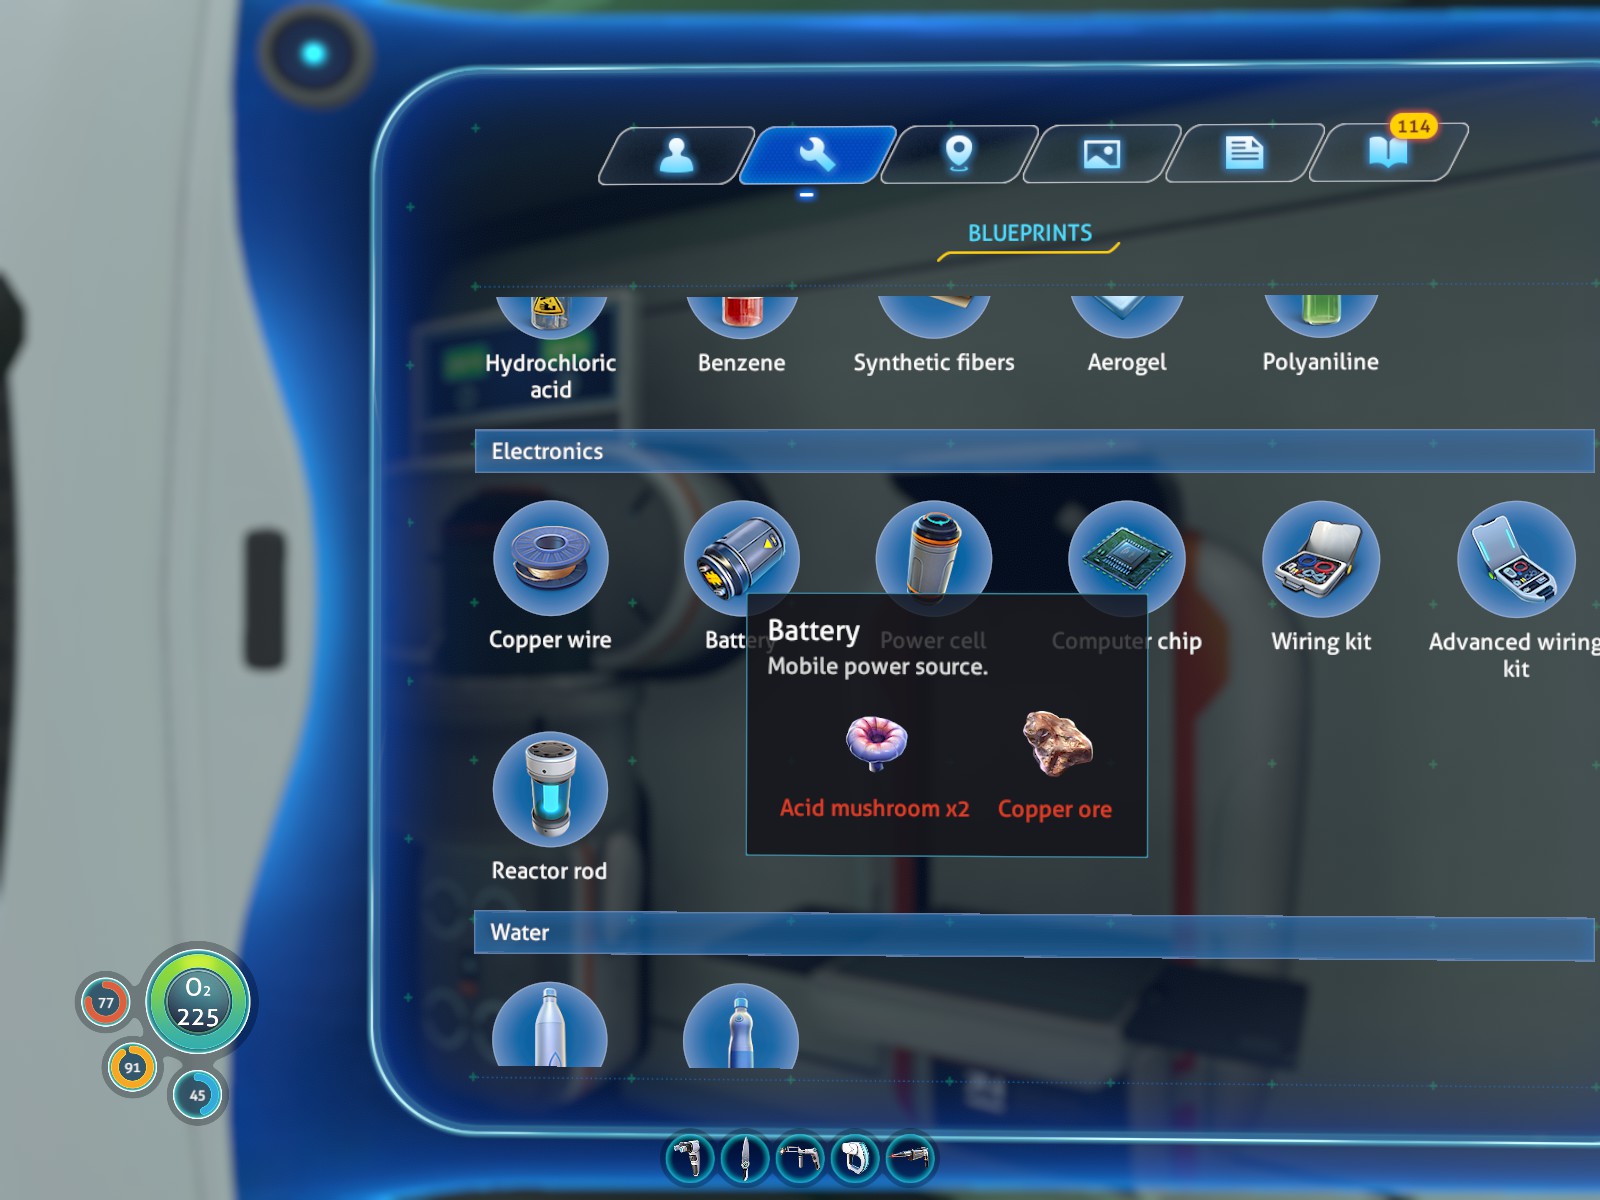 114
BLUEPRINTS
Hydrochloric
acid
Benzene
Synthetic fibers
Aerogel
Polyaniline
Electronics
Copper wire
Battery
Power cell
Computer chip
Wiring kit
Advanced wiring
kit
Battery
Mobile power source.
Acid mushroom x2
Copper ore
Reactor rod
Water
O2
225
77
91
45